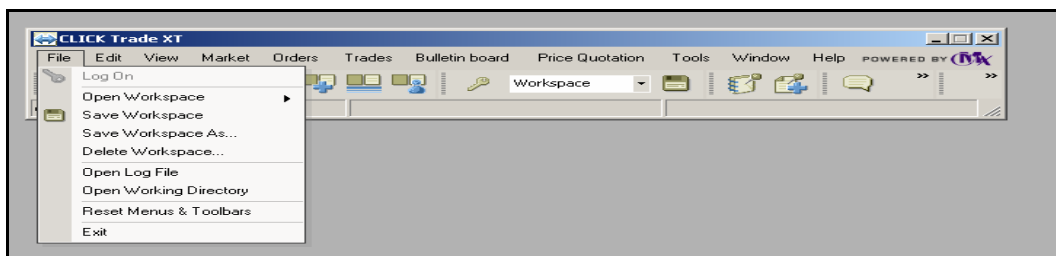 CLICK Trade XT
File Edit View Market Orders Trades Bulletin board Price Quotation Tools Window Help POWERED BY OMX
Log On
Workspace
Open Workspace
Save Workspace
Save Workspace As...
Delete Workspace...
Open Log File
Open Working Directory
Reset Menus & Toolbars
Exit